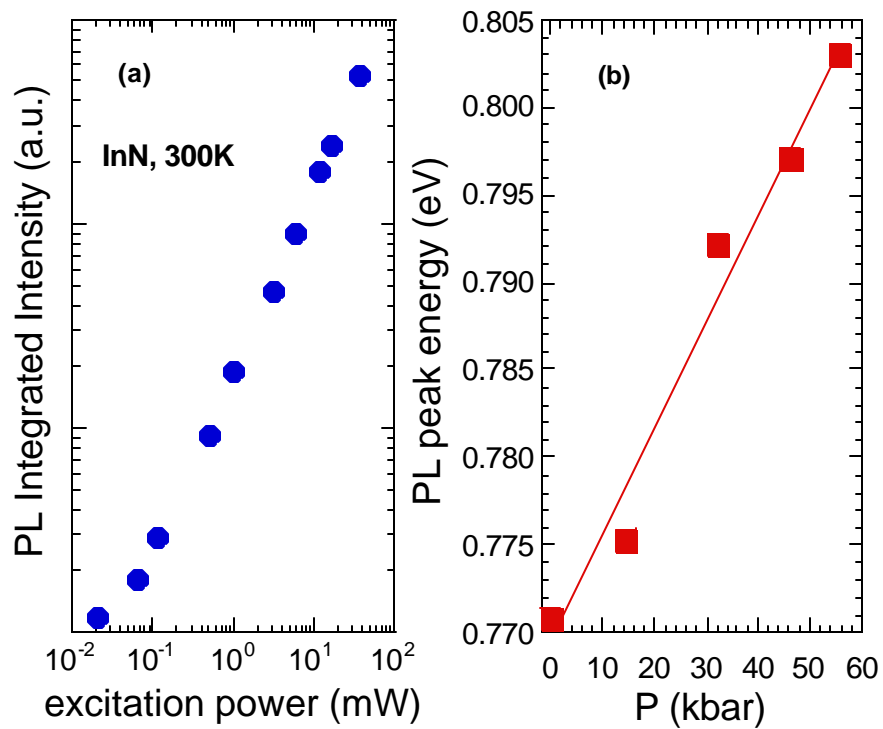 (a)
InN, 300K
PL Integrated Intensity (a.u.)
10⁻² 10⁻¹ 10⁰ 10¹ 10²
excitation power (mW)
(b)
PL peak energy (eV)
0.805
0.800
0.795
0.790
0.785
0.780
0.775
0.770
0 10 20 30 40 50 60
P (kbar)